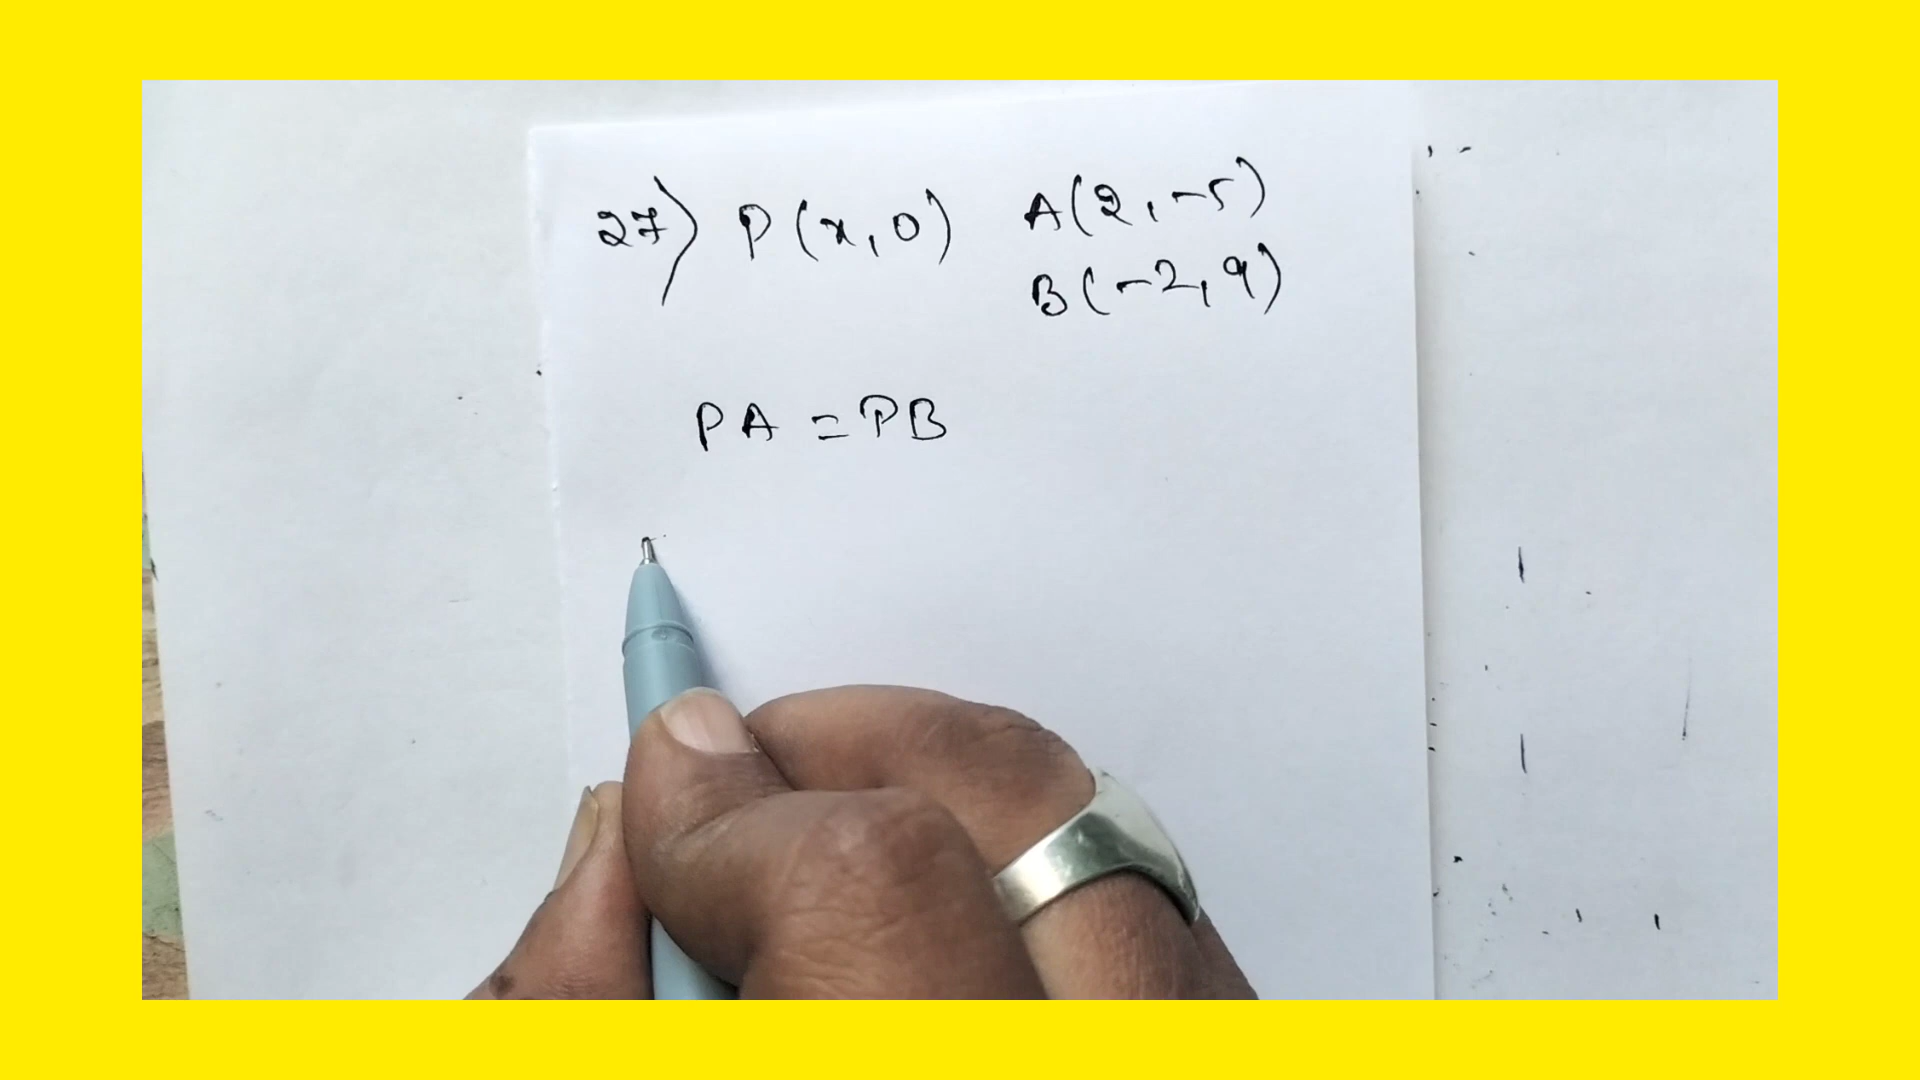 27) P(x, 0) A(2, -5)
B(-2, 9)
PA = PB